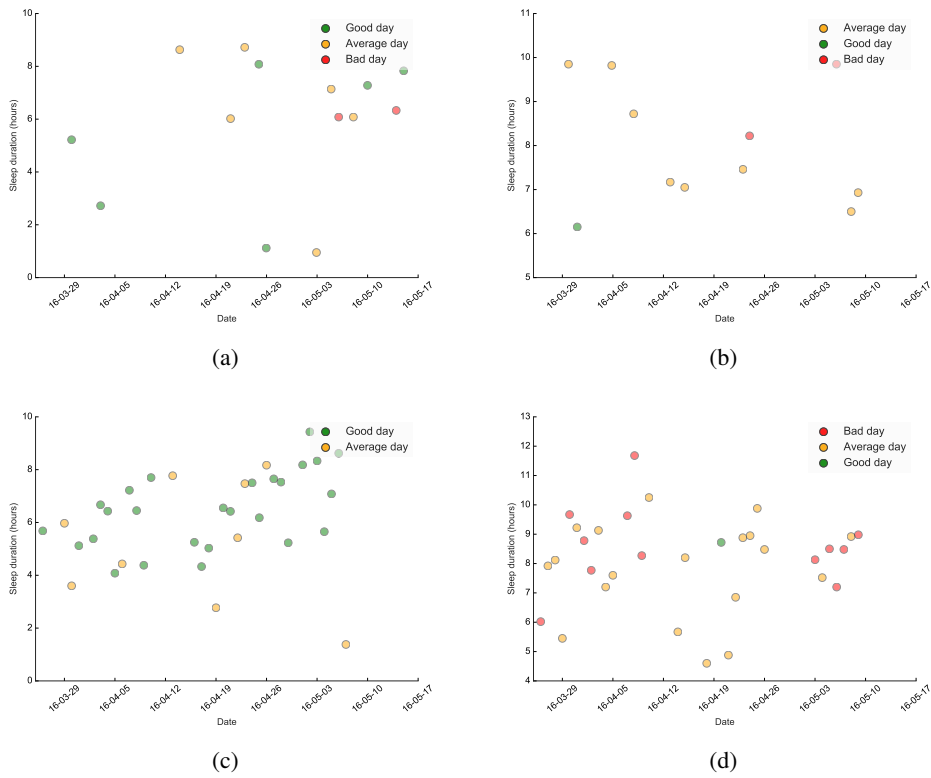 10
8
6
4
2
0
Sleep duration (hours)
Good day
Average day
Bad day
16-03-29
16-04-05
16-04-12
16-04-19
16-04-26
16-05-03
16-05-10
16-05-17
Date
(a)
11
10
9
8
7
6
5
Sleep duration (hours)
Average day
Good day
Bad day
16-03-29
16-04-05
16-04-12
16-04-19
16-04-26
16-05-03
16-05-10
16-05-17
Date
(b)
10
8
6
4
2
0
Sleep duration (hours)
Good day
Average day
16-03-29
16-04-05
16-04-12
16-04-19
16-04-26
16-05-03
16-05-10
16-05-17
Date
(c)
13
12
11
10
9
8
7
6
5
4
Sleep duration (hours)
Bad day
Average day
Good day
16-03-29
16-04-05
16-04-12
16-04-19
16-04-26
16-05-03
16-05-10
16-05-17
Date
(d)